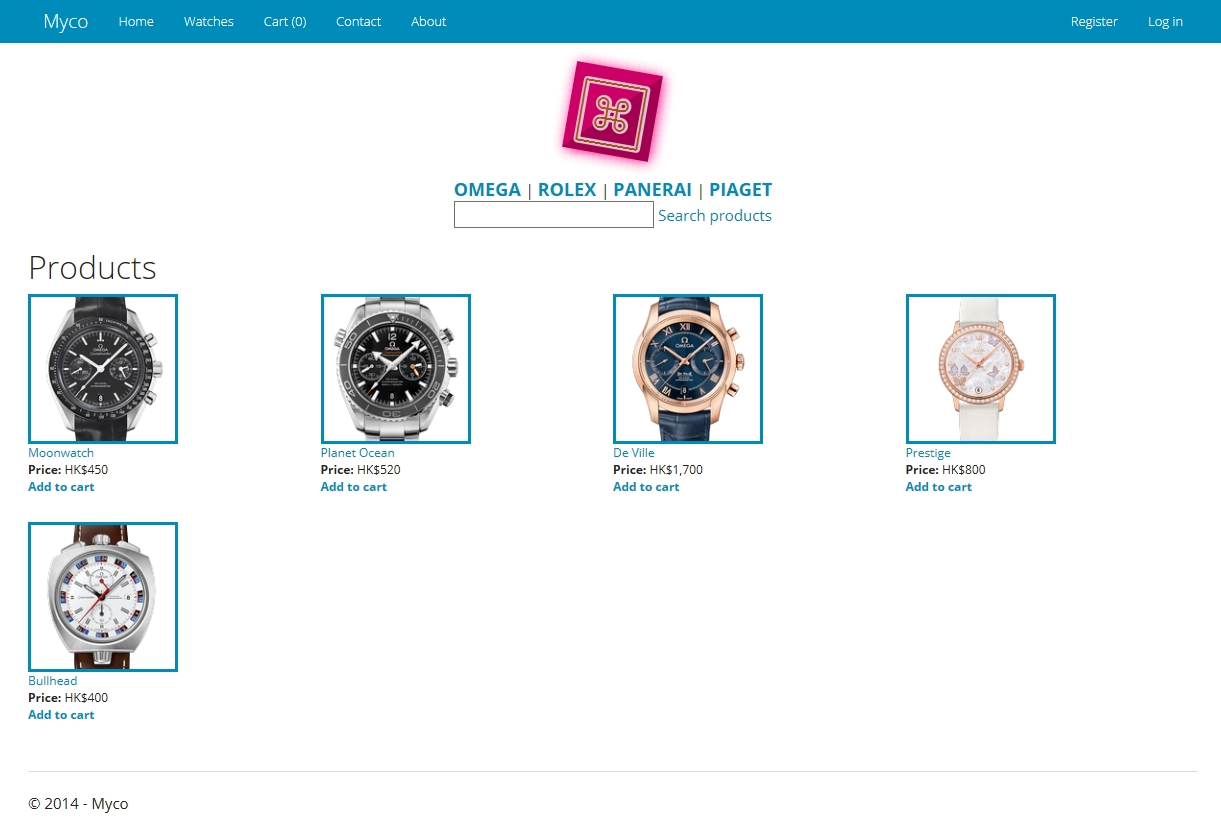 Myco Home Watches Cart (0) Contact About Register Log in
OMEGA | ROLEX | PANERAI | PIAGET
Search products
Products
Moonwatch
Price: HK$450
Add to cart
Planet Ocean
Price: HK$520
Add to cart
De Ville
Price: HK$1,700
Add to cart
Prestige
Price: HK$800
Add to cart
Bullhead
Price: HK$400
Add to cart
© 2014 - Myco